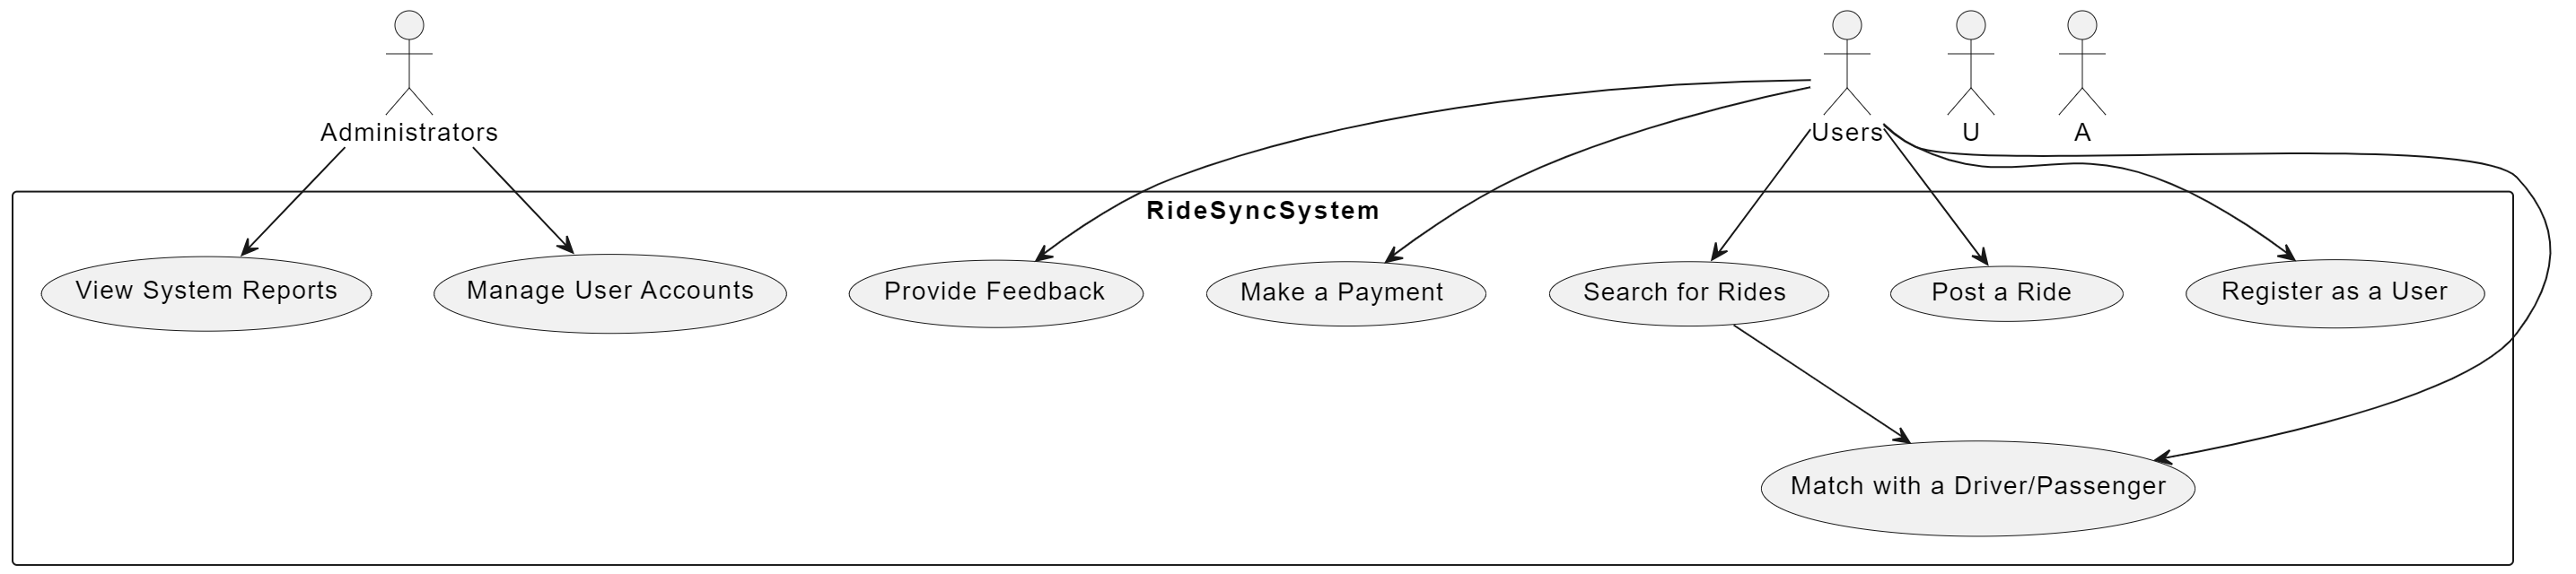 Administrators
Users
U
A
RideSyncSystem
View System Reports
Manage User Accounts
Provide Feedback
Make a Payment
Search for Rides
Post a Ride
Register as a User
Match with a Driver/Passenger